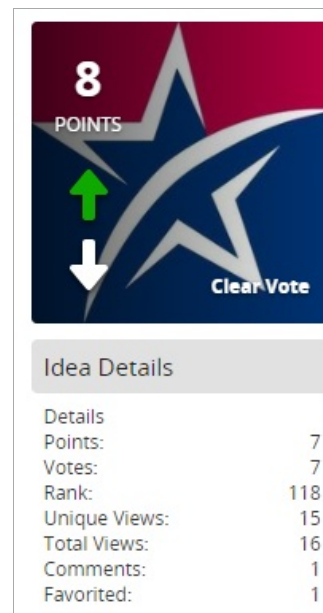 8
POINTS
Clear Vote
Idea Details
Details
Points: 7
Votes: 7
Rank: 118
Unique Views: 15
Total Views: 16
Comments: 1
Favorited: 1